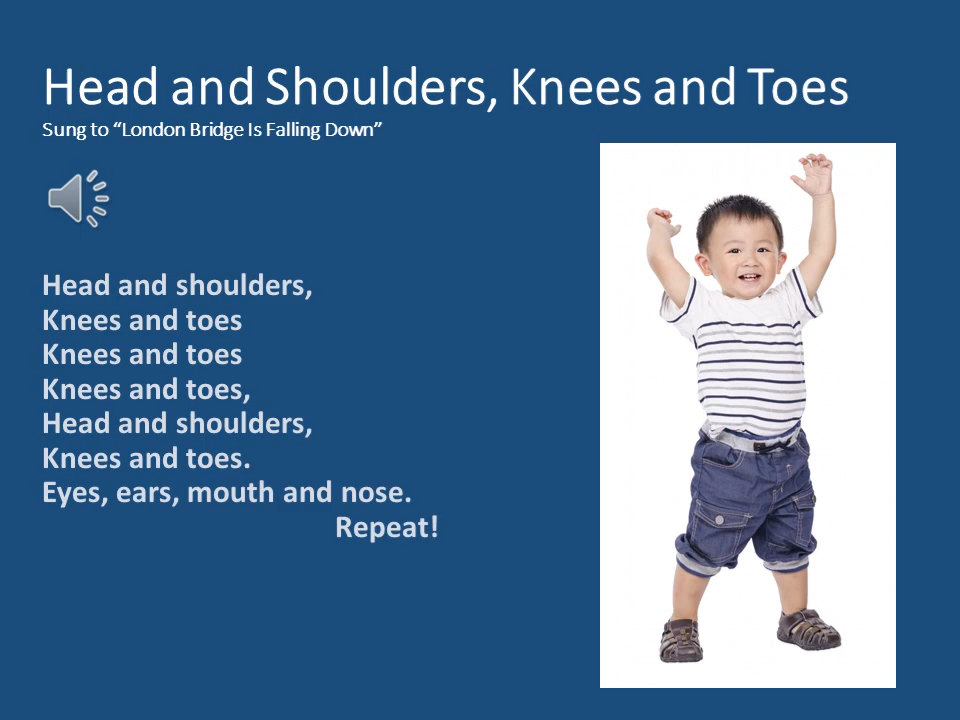 Head and Shoulders, Knees and Toes
Sung to “London Bridge Is Falling Down”
Head and shoulders,
Knees and toes
Knees and toes
Knees and toes,
Head and shoulders,
Knees and toes.
Eyes, ears, mouth and nose.
Repeat!